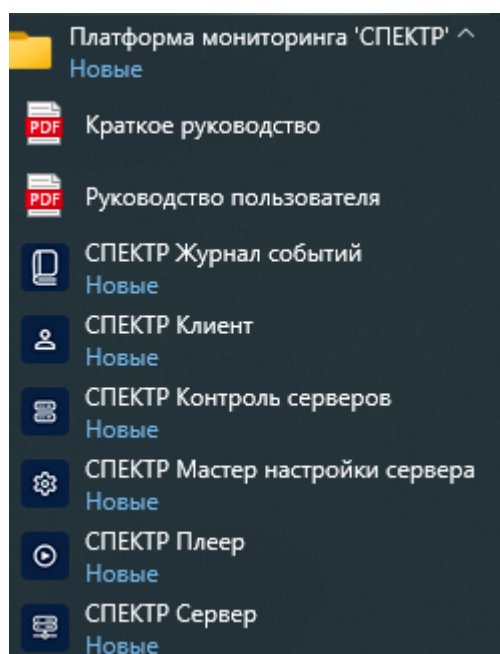 Платформа мониторинга 'СПЕКТР'
Новые
PDF Краткое руководство
PDF Руководство пользователя
СПЕКТР Журнал событий
Новые
СПЕКТР Клиент
Новые
СПЕКТР Контроль серверов
Новые
СПЕКТР Мастер настройки сервера
Новые
СПЕКТР Плеер
Новые
СПЕКТР Сервер
Новые